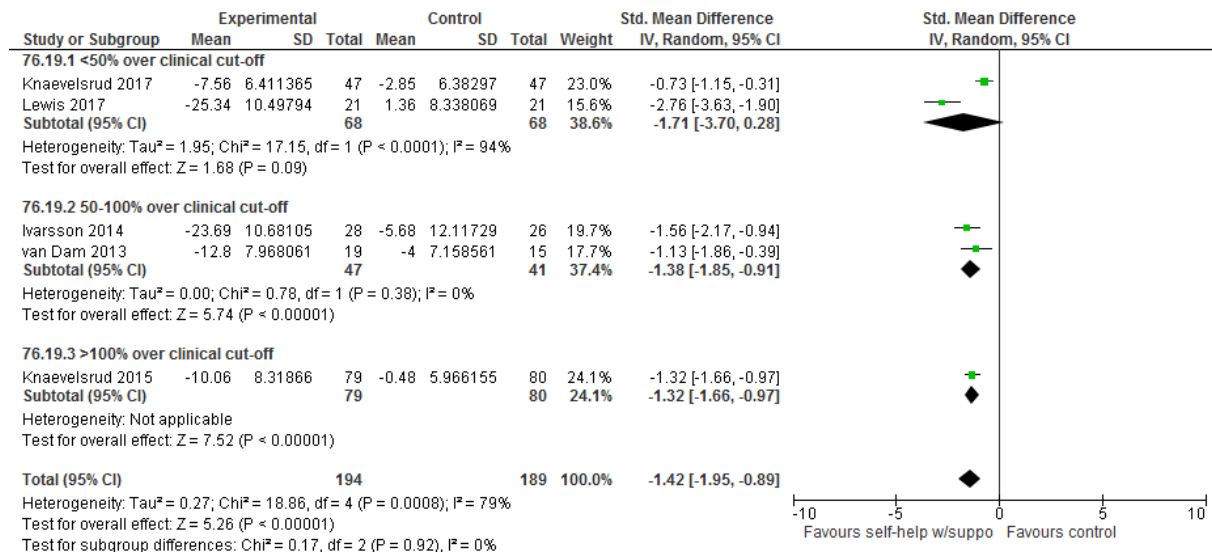 Experimental Control Std. Mean Difference Std. Mean Difference
Study or Subgroup Mean SD Total Mean SD Total Weight IV, Random, 95% CI IV, Random, 95% CI
76.19.1 <50% over clinical cut-off
Knaevelsrud 2017 -7.56 6.411365 47 -2.85 6.38297 47 23.0% -0.73 [-1.15, -0.31]
Lewis 2017 -25.34 10.49794 21 1.36 8.338069 21 15.6% -2.76 [-3.63, -1.90]
Subtotal (95% CI) 68 68 38.6% -1.71 [-3.70, 0.28]
Heterogeneity: Tau² = 1.95; Chi² = 17.15, df = 1 (P < 0.0001); I² = 94%
Test for overall effect: Z = 1.68 (P = 0.09)
76.19.2 50-100% over clinical cut-off
Ivarsson 2014 -23.69 10.68105 28 -5.68 12.11729 26 19.7% -1.56 [-2.17, -0.94]
van Dam 2013 -12.8 7.968061 19 -4 7.158561 15 17.7% -1.13 [-1.86, -0.39]
Subtotal (95% CI) 47 41 37.4% -1.38 [-1.85, -0.91]
Heterogeneity: Tau² = 0.00; Chi² = 0.78, df = 1 (P = 0.38); I² = 0%
Test for overall effect: Z = 5.74 (P < 0.00001)
76.19.3 >100% over clinical cut-off
Knaevelsrud 2015 -10.06 8.31866 79 -0.48 5.966155 80 24.1% -1.32 [-1.66, -0.97]
Subtotal (95% CI) 79 80 24.1% -1.32 [-1.66, -0.97]
Heterogeneity: Not applicable
Test for overall effect: Z = 7.52 (P < 0.00001)
Total (95% CI) 194 189 100.0% -1.42 [-1.95, -0.89]
Heterogeneity: Tau² = 0.27; Chi² = 18.86, df = 4 (P = 0.0008); I² = 79%
Test for overall effect: Z = 5.26 (P < 0.00001)
Test for subgroup differences: Chi² = 0.17, df = 2 (P = 0.92), I² = 0%
-10 -5 0 5 10
Favours self-help w/suppo Favours control